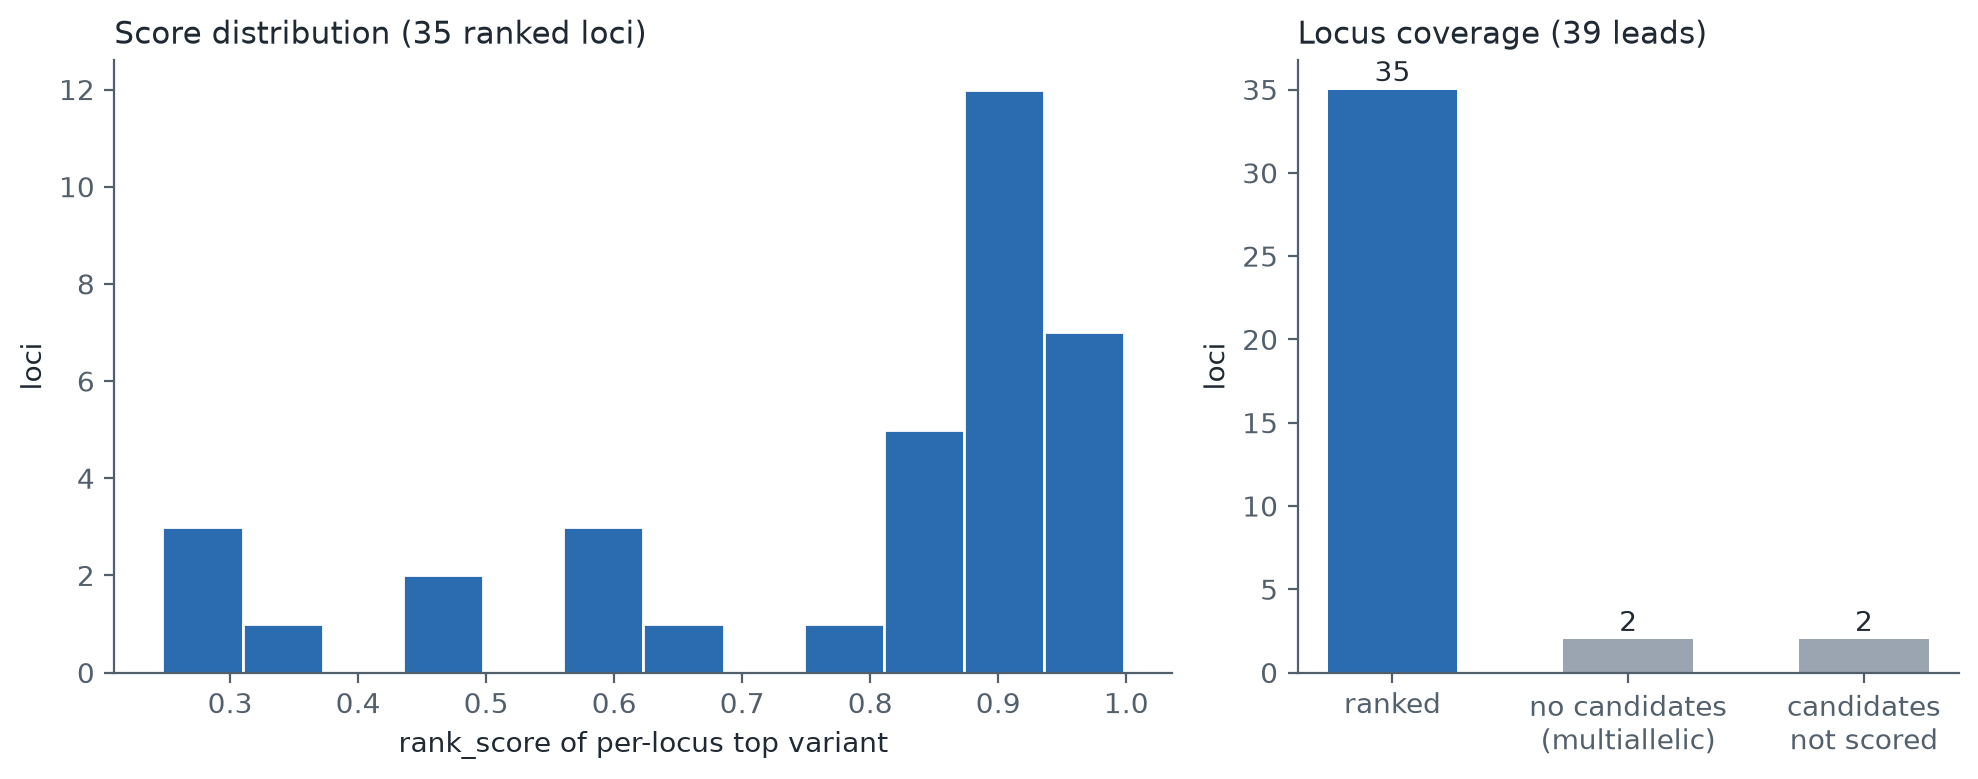 Score distribution (35 ranked loci)
12
10
8
6
4
2
0
loci
0.3 0.4 0.5 0.6 0.7 0.8 0.9 1.0
rank_score of per-locus top variant
Locus coverage (39 leads)
35
30
25
20
15
10
5
0
loci
35
2
2
ranked
no candidates
(multiallelic)
candidates
not scored